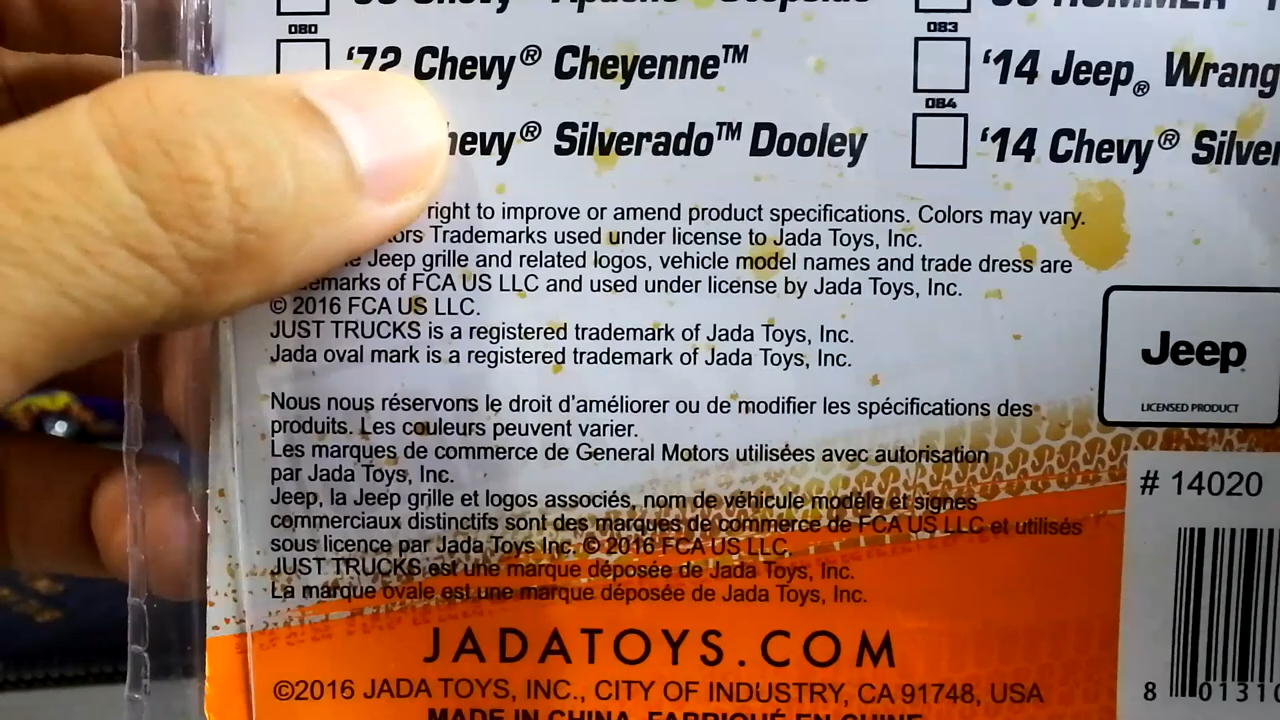 080
'72 Chevy® Cheyenne™
Chevy® Silverado™ Dooley
083
'14 Jeep®
084
'14 Chevy®
right to improve or amend product specifications. Colors may vary.
Trademarks used under license to Jada Toys, Inc.
Jeep grille and related logos, vehicle model names and trade dress are
of FCA US LLC and used under license by Jada Toys, Inc.
© 2016 FCA US LLC.
JUST TRUCKS is a registered trademark of Jada Toys, Inc.
Jada oval mark is a registered trademark of Jada Toys, Inc.
Nous nous réservons le droit d'améliorer ou de modifier les spécifications des
produits. Les couleurs peuvent varier.
Les marques de commerce de General Motors utilisées avec autorisation
par Jada Toys, Inc.
Jeep, la Jeep grille et logos associés, nom de véhicule modèle et signes
commerciaux distinctifs sont des marques de commerce de FCA US LLC et utilisés
sous licence par Jada Toys Inc. © 2016 FCA US LLC.
JUST TRUCKS est une marque déposée de Jada Toys, Inc.
La marque ovale est une marque déposée de Jada Toys, Inc.
Jeep
LICENSED PRODUCT
# 14020
8 01310
JADATOYS.COM
©2016 JADA TOYS, INC., CITY OF INDUSTRY, CA 91748, USA
MADE IN CHINA. FABRIQUÉ EN CHINE